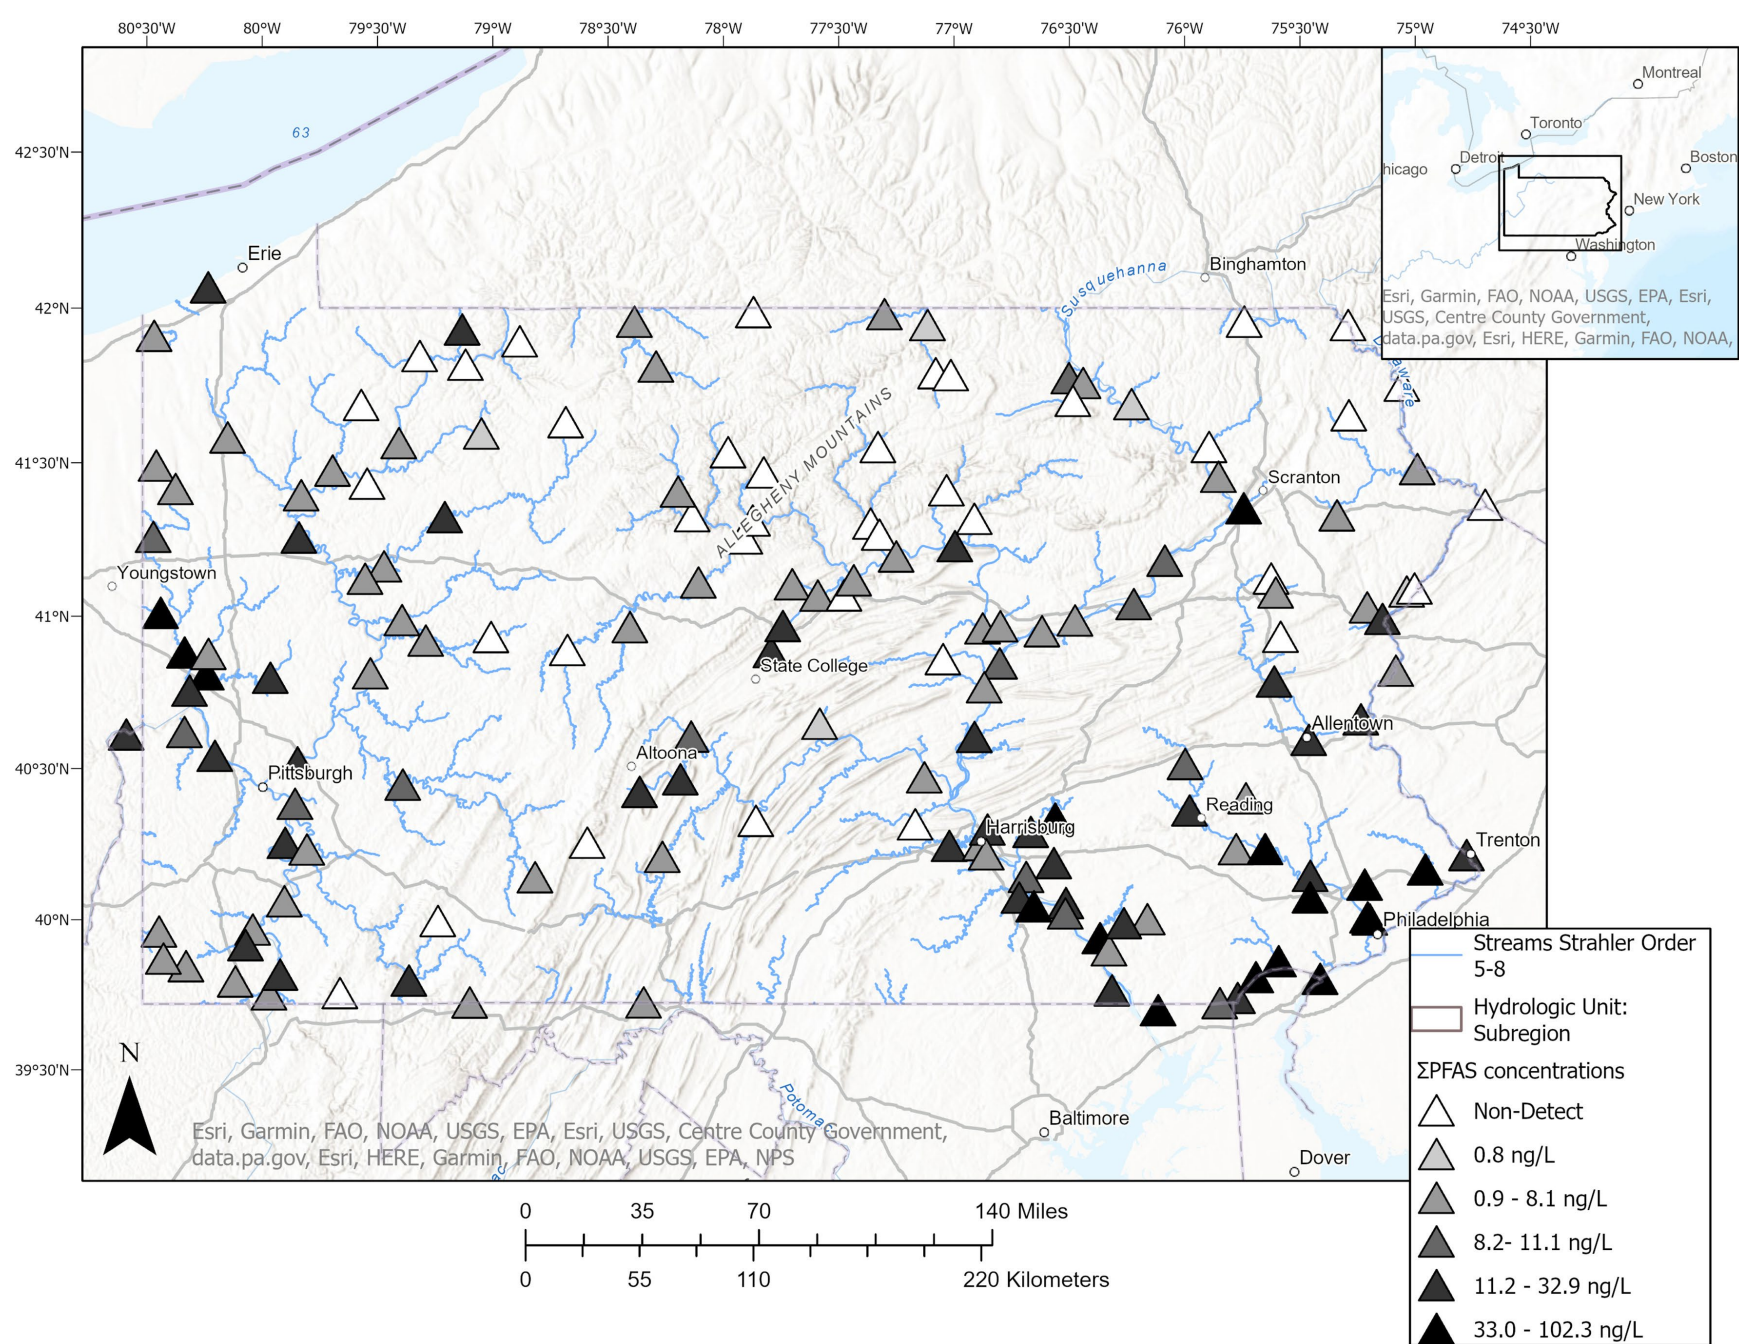 80°30'W 80°W 79°30'W 79°W 78°30'W 78°W 77°30'W 77°W 76°30'W 76°W 75°30'W 75°W 74°30'W
Montreal
Toronto
63
42°30'N
Detroit
Boston
hicago
New York
Washington
Erie
Binghamton
Susquehanna
Esri, Garmin, FAO, NOAA, USGS, EPA, Esri,
USGS, Centre County Government,
data.pa.gov, Esri, HERE, Garmin, FAO, NOAA,
42°N
aware
ALLEGHENY MOUNTAINS
41°30'N
Scranton
Youngstown
41°N
State College
Allentown
Altoona
40°30'N
Pittsburgh
Reading
Harrisburg
Trenton
40°N
Philadelphia
Streams Strahler Order
5-8
Hydrologic Unit:
Subregion
N
39°30'N
ΣPFAS concentrations
Potomac
Non-Detect
Baltimore
Esri, Garmin, FAO, NOAA, USGS, EPA, Esri, USGS, Centre County Government,
data.pa.gov, Esri, HERE, Garmin, FAO, NOAA, USGS, EPA, NPS
0.8 ng/L
Dover
ac
0.9 - 8.1 ng/L
0 35 70 140 Miles
8.2- 11.1 ng/L
0 55 110 220 Kilometers
11.2 - 32.9 ng/L
33.0 - 102.3 ng/L